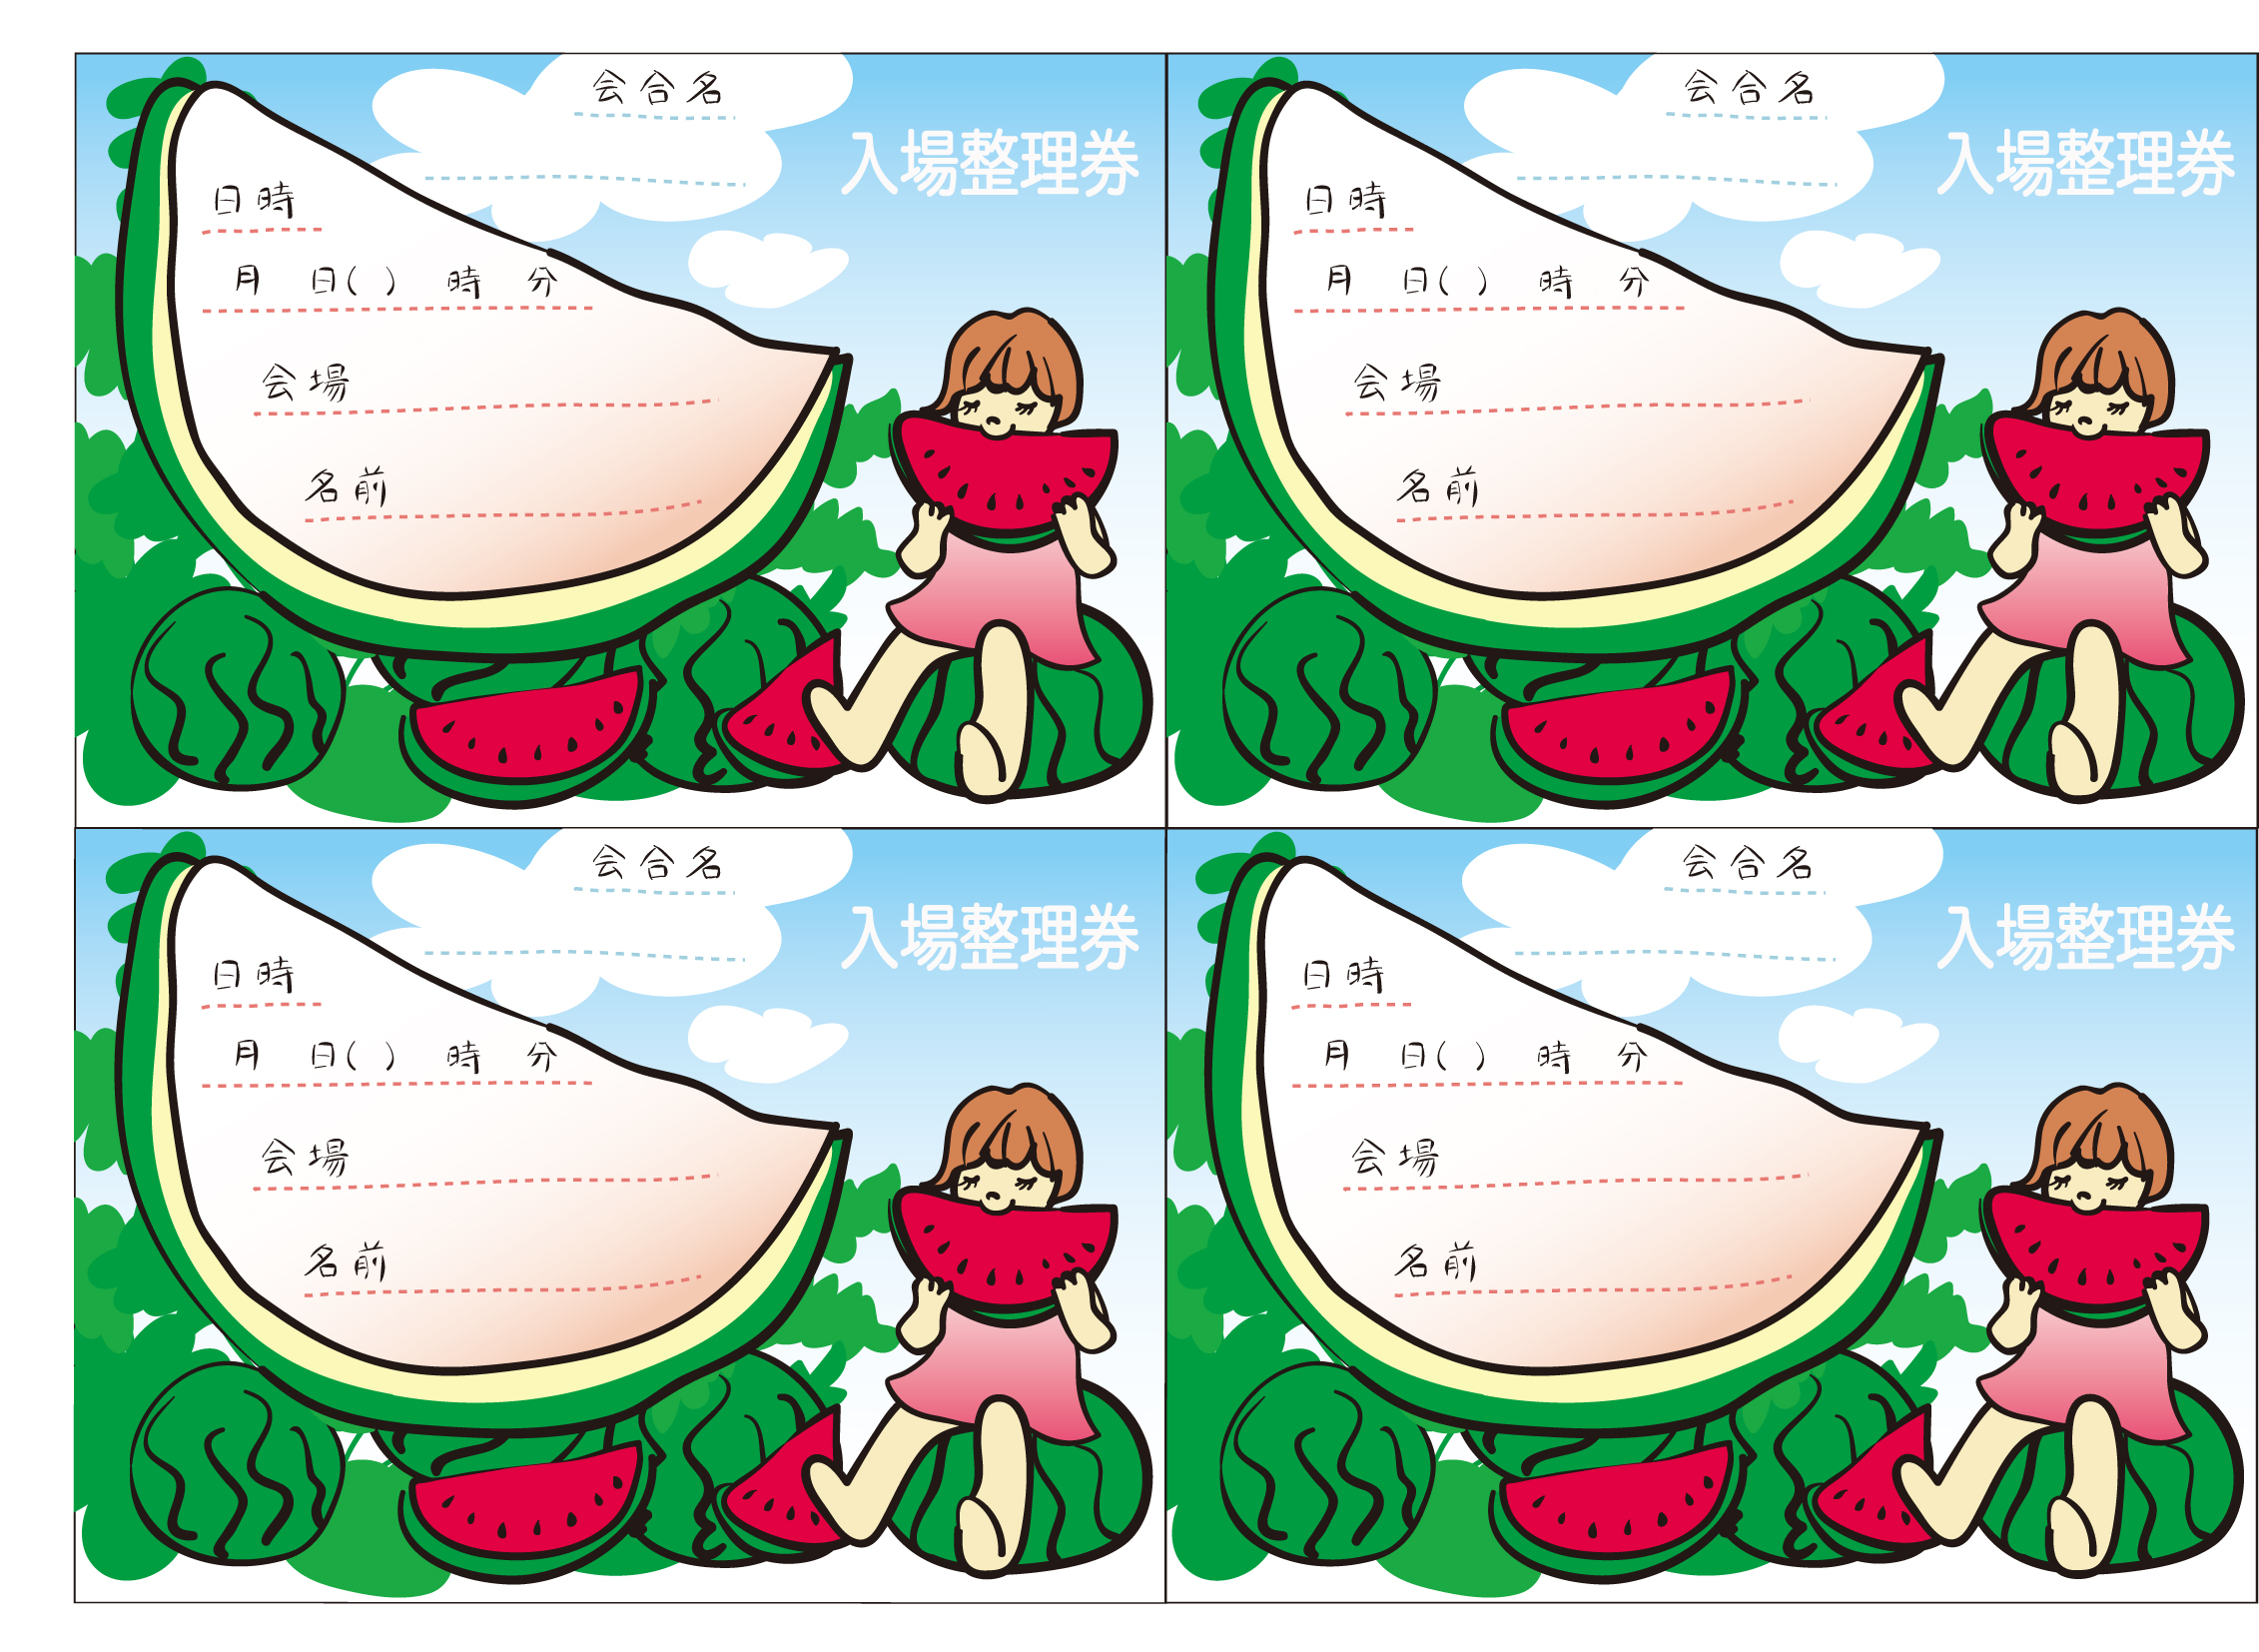 会合名
入場整理券
日時
月 日( ) 時 分
会場
名前
会合名
入場整理券
日時
月 日( ) 時 分
会場
名前
会合名
入場整理券
日時
月 日( ) 時 分
会場
名前
会合名
入場整理券
日時
月 日( ) 時 分
会場
名前